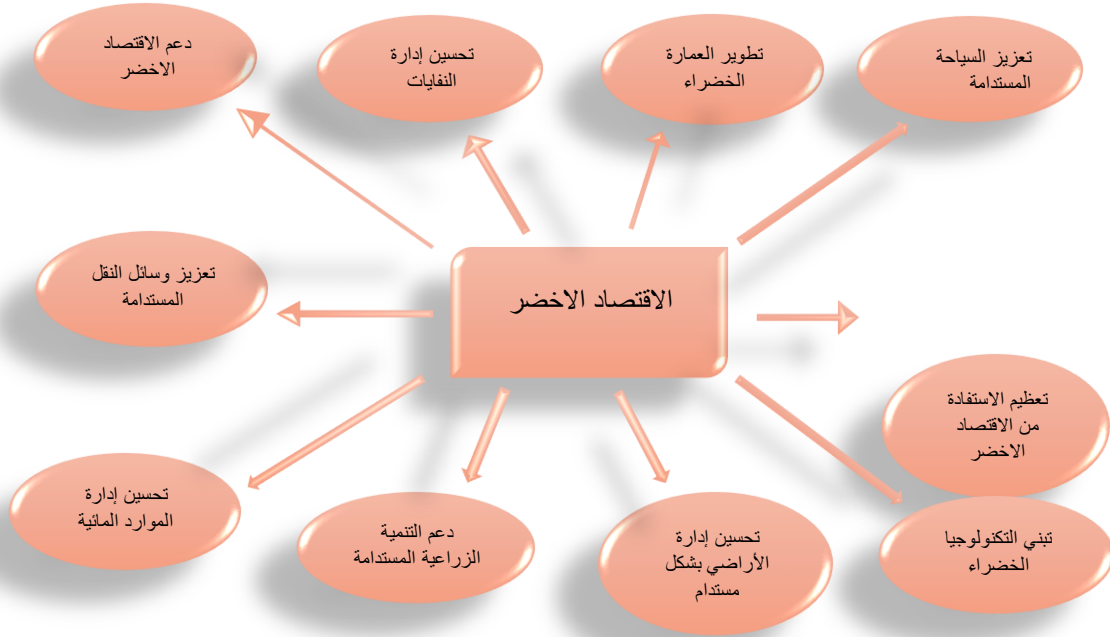 تعزيز السياحة
المستدامة
تطوير العمارة
الخضراء
تحسين إدارة
النفايات
دعم الاقتصاد
الاخضر
الاقتصاد الاخضر
تعزيز وسائل النقل
المستدامة
تعظيم الاستفادة
من الاقتصاد
الاخضر
تبني التكنولوجيا
الخضراء
تحسين إدارة
الأراضي بشكل
مستدام
دعم التنمية
الزراعية المستدامة
تحسين إدارة
الموارد المائية